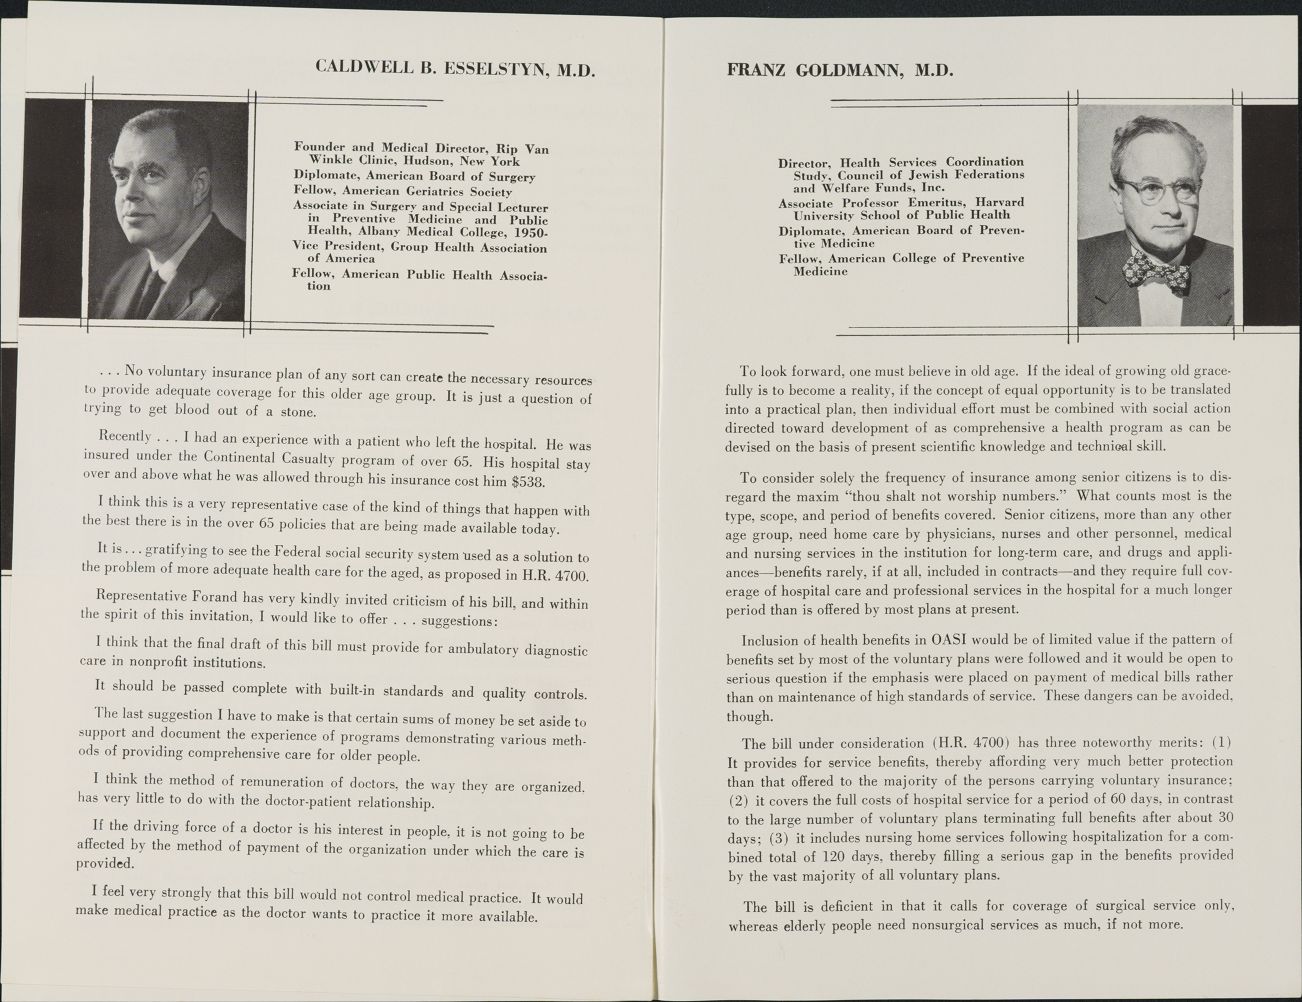 CALDWELL B. ESSELSTYN, M.D.
Founder and Medical Director, Rip Van
Winkle Clinic, Hudson, New York
Diplomate, American Board of Surgery
Fellow, American Geriatrics Society
Associate in Surgery and Special Lecturer
in Preventive Medicine and Public
Health, Albany Medical College, 1950-
Vice President, Group Health Association
of America
Fellow, American Public Health Associa-
tion
. . . No voluntary insurance plan of any sort can create the necessary resources
to provide adequate coverage for this older age group. It is just a question of
trying to get blood out of a stone.
Recently . . . I had an experience with a patient who left the hospital. He was
insured under the Continental Casualty program of over 65. His hospital stay
over and above what he was allowed through his insurance cost him $538.
I think this is a very representative case of the kind of things that happen with
the best there is in the over 65 policies that are being made available today.
It is . . . gratifying to see the Federal social security system used as a solution to
the problem of more adequate health care for the aged, as proposed in H.R. 4700.
Representative Forand has very kindly invited criticism of his bill, and within
the spirit of this invitation, I would like to offer . . . suggestions:
I think that the final draft of this bill must provide for ambulatory diagnostic
care in nonprofit institutions.
It should be passed complete with built-in standards and quality controls.
The last suggestion I have to make is that certain sums of money be set aside to
support and document the experience of programs demonstrating various meth-
ods of providing comprehensive care for older people.
I think the method of remuneration of doctors, the way they are organized,
has very little to do with the doctor-patient relationship.
If the driving force of a doctor is his interest in people, it is not going to be
affected by the method of payment of the organization under which the care is
provided.
I feel very strongly that this bill would not control medical practice. It would
make medical practice as the doctor wants to practice it more available.
FRANZ GOLDMANN, M.D.
Director, Health Services Coordination
Study, Council of Jewish Federations
and Welfare Funds, Inc.
Associate Professor Emeritus, Harvard
University School of Public Health
Diplomate, American Board of Preven-
tive Medicine
Fellow, American College of Preventive
Medicine
To look forward, one must believe in old age. If the ideal of growing old grace-
fully is to become a reality, if the concept of equal opportunity is to be translated
into a practical plan, then individual effort must be combined with social action
directed toward development of as comprehensive a health program as can be
devised on the basis of present scientific knowledge and technical skill.
To consider solely the frequency of insurance among senior citizens is to dis-
regard the maxim “thou shalt not worship numbers.” What counts most is the
type, scope, and period of benefits covered. Senior citizens, more than any other
age group, need home care by physicians, nurses and other personnel, medical
and nursing services in the institution for long-term care, and drugs and appli-
ances—benefits rarely, if at all, included in contracts—and they require full cov-
erage of hospital care and professional services in the hospital for a much longer
period than is offered by most plans at present.
Inclusion of health benefits in OASI would be of limited value if the pattern of
benefits set by most of the voluntary plans were followed and it would be open to
serious question if the emphasis were placed on payment of medical bills rather
than on maintenance of high standards of service. These dangers can be avoided,
though.
The bill under consideration (H.R. 4700) has three noteworthy merits: (1)
It provides for service benefits, thereby affording very much better protection
than that offered to the majority of the persons carrying voluntary insurance;
(2) it covers the full costs of hospital service for a period of 60 days, in contrast
to the large number of voluntary plans terminating full benefits after about 30
days; (3) it includes nursing home services following hospitalization for a com-
bined total of 120 days, thereby filling a serious gap in the benefits provided
by the vast majority of all voluntary plans.
The bill is deficient in that it calls for coverage of surgical service only,
whereas elderly people need nonsurgical services as much, if not more.